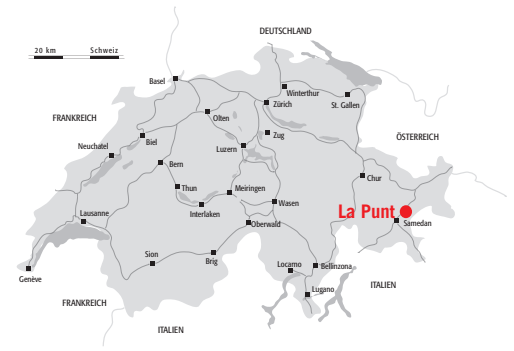 DEUTSCHLAND
20 km Schweiz
Basel
Winterthur
Zürich
St. Gallen
FRANKREICH
Olten
Zug
ÖSTERREICH
Neuchatel
Biel
Luzern
Bern
Chur
Thun
Meiringen
Wasen
Interlaken
La Punt
Lausanne
Oberwald
Samedan
Sion
Brig
Locarno
Bellinzona
Genève
Lugano
ITALIEN
FRANKREICH
ITALIEN